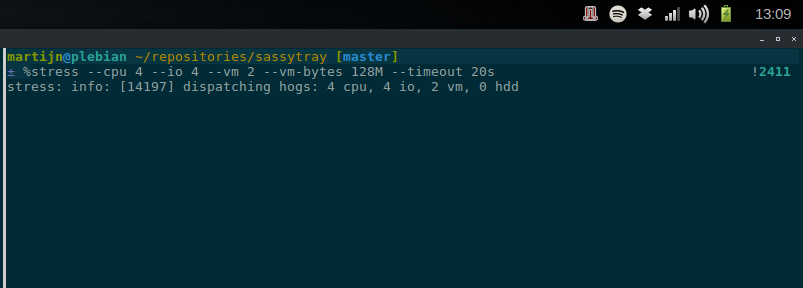 13:09
martijn@plebian ~/repositories/sassytray [master]
± %stress --cpu 4 --io 4 --vm 2 --vm-bytes 128M --timeout 20s !2411
stress: info: [14197] dispatching hogs: 4 cpu, 4 io, 2 vm, 0 hdd